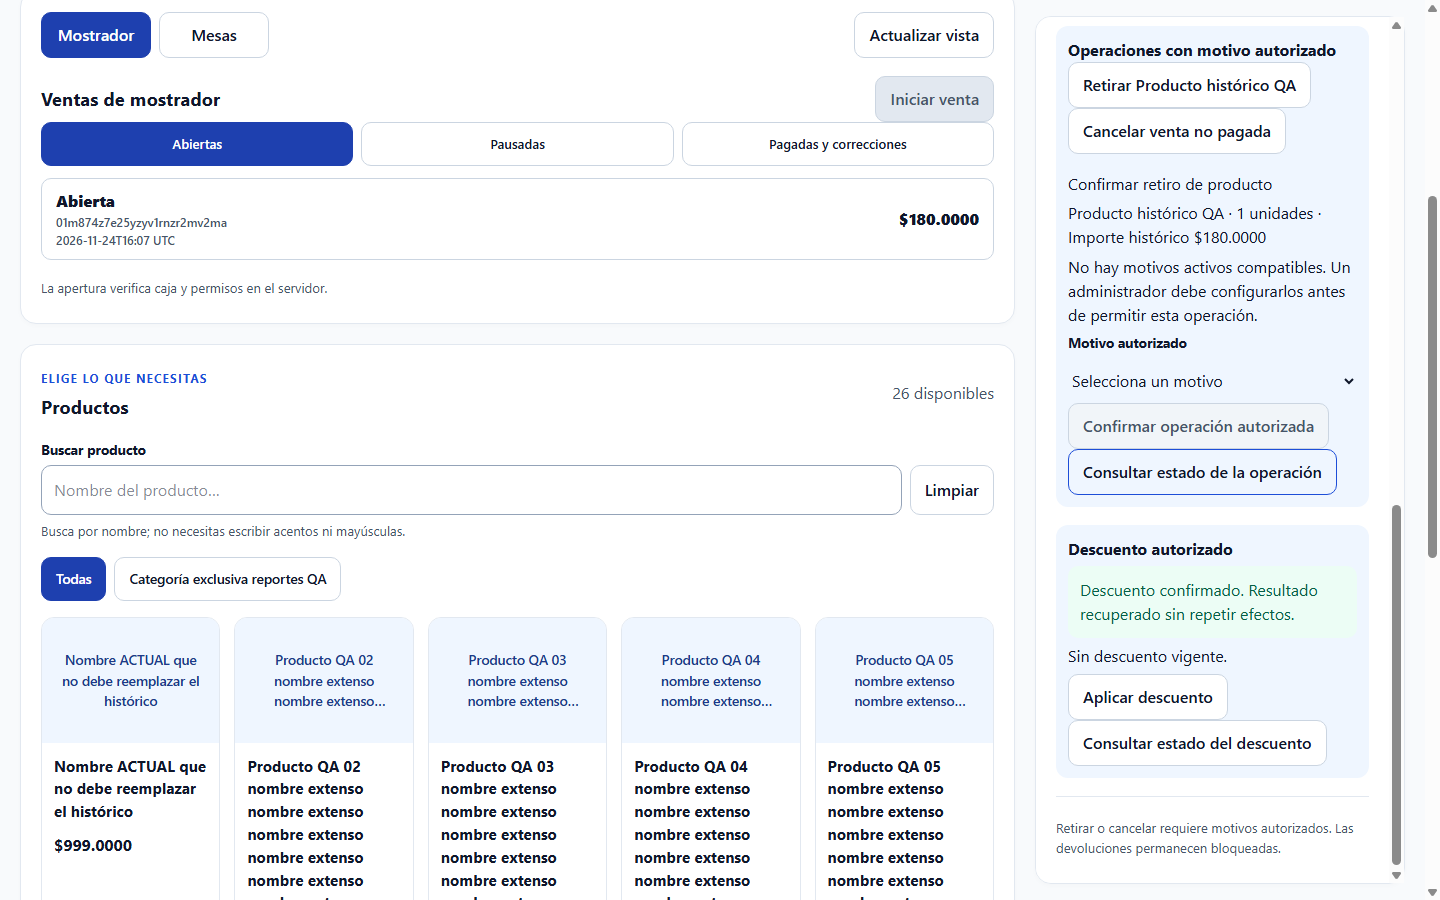 Mostrador
Mesas
Actualizar vista
Ventas de mostrador
Iniciar venta
Abiertas
Pausadas
Pagadas y correcciones
Abierta
01m874z7e25yzyv1rnzr2mv2ma
2026-11-24T16:07 UTC
$180.0000
La apertura verifica caja y permisos en el servidor.
ELIGE LO QUE NECESITAS
Productos
26 disponibles
Buscar producto
Nombre del producto...
Limpiar
Busca por nombre; no necesitas escribir acentos ni mayúsculas.
Todas
Categoría exclusiva reportes QA
Nombre ACTUAL que
no debe reemplazar el
histórico
Nombre ACTUAL que
no debe reemplazar
el histórico
$999.0000
Producto QA 02
nombre extenso
nombre extenso...
Producto QA 02
nombre extenso
nombre extenso
nombre extenso
nombre extenso
nombre extenso
Producto QA 03
nombre extenso
nombre extenso...
Producto QA 03
nombre extenso
nombre extenso
nombre extenso
nombre extenso
nombre extenso
Producto QA 04
nombre extenso
nombre extenso...
Producto QA 04
nombre extenso
nombre extenso
nombre extenso
nombre extenso
nombre extenso
Producto QA 05
nombre extenso
nombre extenso...
Producto QA 05
nombre extenso
nombre extenso
nombre extenso
nombre extenso
nombre extenso
Operaciones con motivo autorizado
Retirar Producto histórico QA
Cancelar venta no pagada
Confirmar retiro de producto
Producto histórico QA · 1 unidades ·
Importe histórico $180.0000
No hay motivos activos compatibles. Un
administrador debe configurarlos antes
de permitir esta operación.
Motivo autorizado
Selecciona un motivo
Confirmar operación autorizada
Consultar estado de la operación
Descuento autorizado
Descuento confirmado. Resultado
recuperado sin repetir efectos.
Sin descuento vigente.
Aplicar descuento
Consultar estado del descuento
Retirar o cancelar requiere motivos autorizados. Las
devoluciones permanecen bloqueadas.